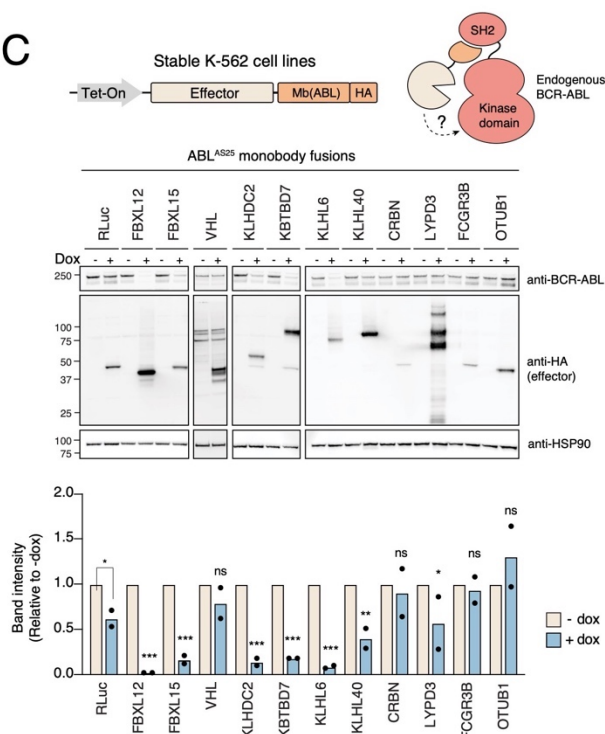 C
Stable K-562 cell lines
Tet-On Effector Mb(ABL) HA
SH2
Kinase
domain
?
Endogenous
BCR-ABL
ABL^AS25 monobody fusions
RLuc FBXL12 FBXL15 VHL KLHDC2 KBTBD7 KLHL6 KLHL40 CRBN LYPD3 FCGR3B OTUB1
Dox - + - + - + - + - + - + - + - + - + - + - + - +
250 anti-BCR-ABL
100
75
50
37
25
anti-HA
(effector)
100
75
anti-HSP90
Band intensity
(Relative to -dox)
2.0
1.5
1.0
0.5
0.0
* *** *** ns *** *** *** ** ns * ns ns
- dox
+ dox
RLuc FBXL12 FBXL15 VHL KLHDC2 KBTBD7 KLHL6 KLHL40 CRBN LYPD3 FCGR3B OTUB1